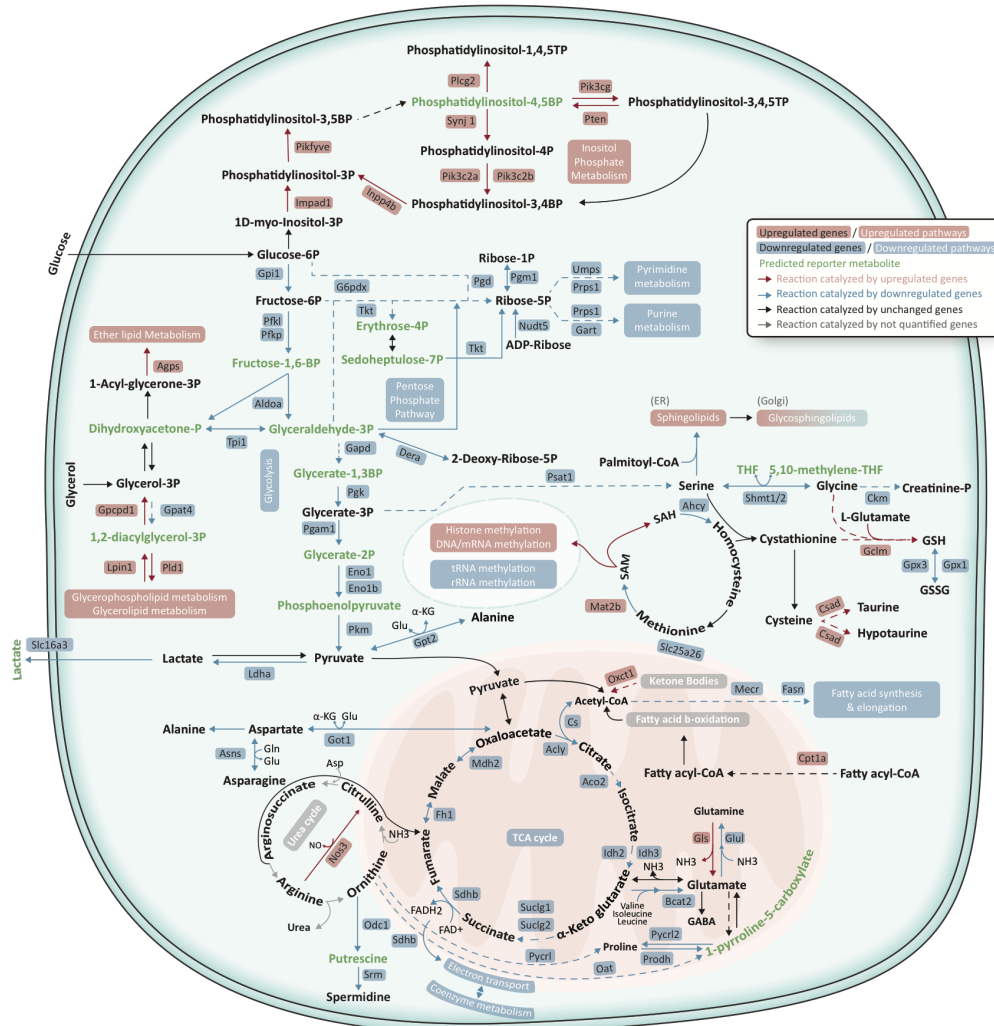 Phosphatidylinositol-1,4,5TP
Plcg2
Phosphatidylinositol-4,5BP
Pik3cg
Phosphatidylinositol-3,4,5TP
Pten
Phosphatidylinositol-3,5BP
Synj 1
Pikfyve
Phosphatidylinositol-4P
Inositol
Phosphate
Metabolism
Phosphatidylinositol-3P
Pik3c2a
Pik3c2b
Inpp4b
Impad1
Phosphatidylinositol-3,4BP
1D-myo-Inositol-3P
Glucose
Glucose-6P
Upregulated genes / Upregulated pathways
Downregulated genes / Downregulated pathways
Predicted reporter metabolite
Reaction catalyzed by upregulated genes
Reaction catalyzed by downregulated genes
Reaction catalyzed by unchanged genes
Reaction catalyzed by not quantified genes
Gpi1
G6pdx
Pgd
Ribose-1P
Pgm1
Umps
Prps1
Pyrimidine
metabolism
Fructose-6P
Ribose-5P
Tkt
Prps1
Gart
Purine
metabolism
Pfkl
Pfkp
Erythrose-4P
Nudt5
ADP-Ribose
Tkt
Sedoheptulose-7P
Ether lipid Metabolism
Agps
Fructose-1,6-BP
1-Acyl-glycerone-3P
Aldoa
Pentose
Phosphate
Pathway
Dihydroxyacetone-P
Tpi1
Glyceraldehyde-3P
Gapd
Dera
2-Deoxy-Ribose-5P
Glycolysis
(ER)
(Golgi)
Sphingolipids
Glycosphingolipids
Palmitoyl-CoA
Glycerol
Glycerol-3P
Glycerate-1,3BP
Pgk
Psat1
Serine
THF
5,10-methylene-THF
Shmt1/2
Glycine
Ckm
Creatinine-P
Gpcpd1
Gpat4
Glycerate-3P
Pgam1
1,2-diacylglycerol-3P
Glycerate-2P
Lpin1
Pld1
Eno1
Eno1b
Glycerophospholipid metabolism
Glycerolipid metabolism
Phosphoenolpyruvate
Histone methylation
DNA/mRNA methylation
tRNA methylation
rRNA methylation
SAH
Ahcy
Homocysteine
SAM
Mat2b
Methionine
Slc25a26
Cystathionine
L-Glutamate
GSH
Gclm
Gpx3
Gpx1
GSSG
Cysteine
Csad
Taurine
Csad
Hypotaurine
Pkm
α-KG
Glu
Gpt2
Alanine
Lactate
Slc16a3
Lactate
Ldha
Pyruvate
Pyruvate
Oxct1
Ketone Bodies
Acetyl-CoA
Mecr
Fasn
Fatty acid synthesis
& elongation
Fatty acid b-oxidation
Alanine
Aspartate
α-KG
Glu
Got1
Asns
Gln
Glu
Asparagine
Oxaloacetate
Cs
Acly
Citrate
Mdh2
Malate
Aco2
Isocitrate
Fatty acyl-CoA
Cpt1a
Fatty acyl-CoA
Asp
Citrulline
Arginosuccinate
Urea cycle
NO
Nos3
NH3
Arginine
Ornithine
Urea
Fh1
Fumarate
TCA cycle
Idh2
Idh3
Glutamine
Gls
Glul
NH3
NH3
NH3
Glutamate
Sdhb
FADH2
FAD+
Succinate
Suclg1
Suclg2
α-Keto glutarate
Valine
Isoleucine
Leucine
Bcat2
GABA
1-pyrroline-5-carboxylate
Odc1
Sdhb
Putrescine
Srm
Spermidine
Pycrl
Proline
Pycrl2
Prodh
Oat
Electron transport
Coenzyme metabolism